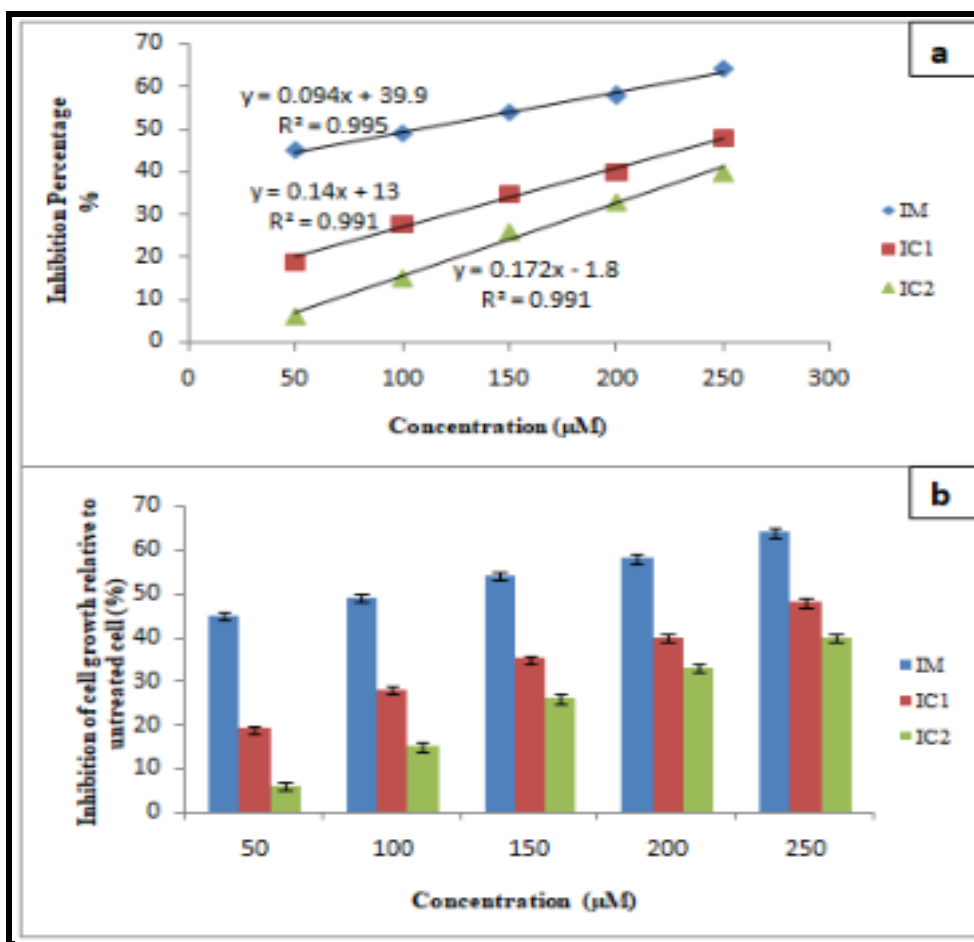 a
70
60
50
40
30
20
10
0
Inhibition Percentage
%
y = 0.094x + 39.9
R² = 0.995
y = 0.14x + 13
R² = 0.991
y = 0.172x - 1.8
R² = 0.991
IM
IC1
IC2
0 50 100 150 200 250 300
Concentration (µM)
b
70
60
50
40
30
20
10
0
Inhibition of cell growth relative to
untreated cell (%)
IM
IC1
IC2
50 100 150 200 250
Concentration (µM)